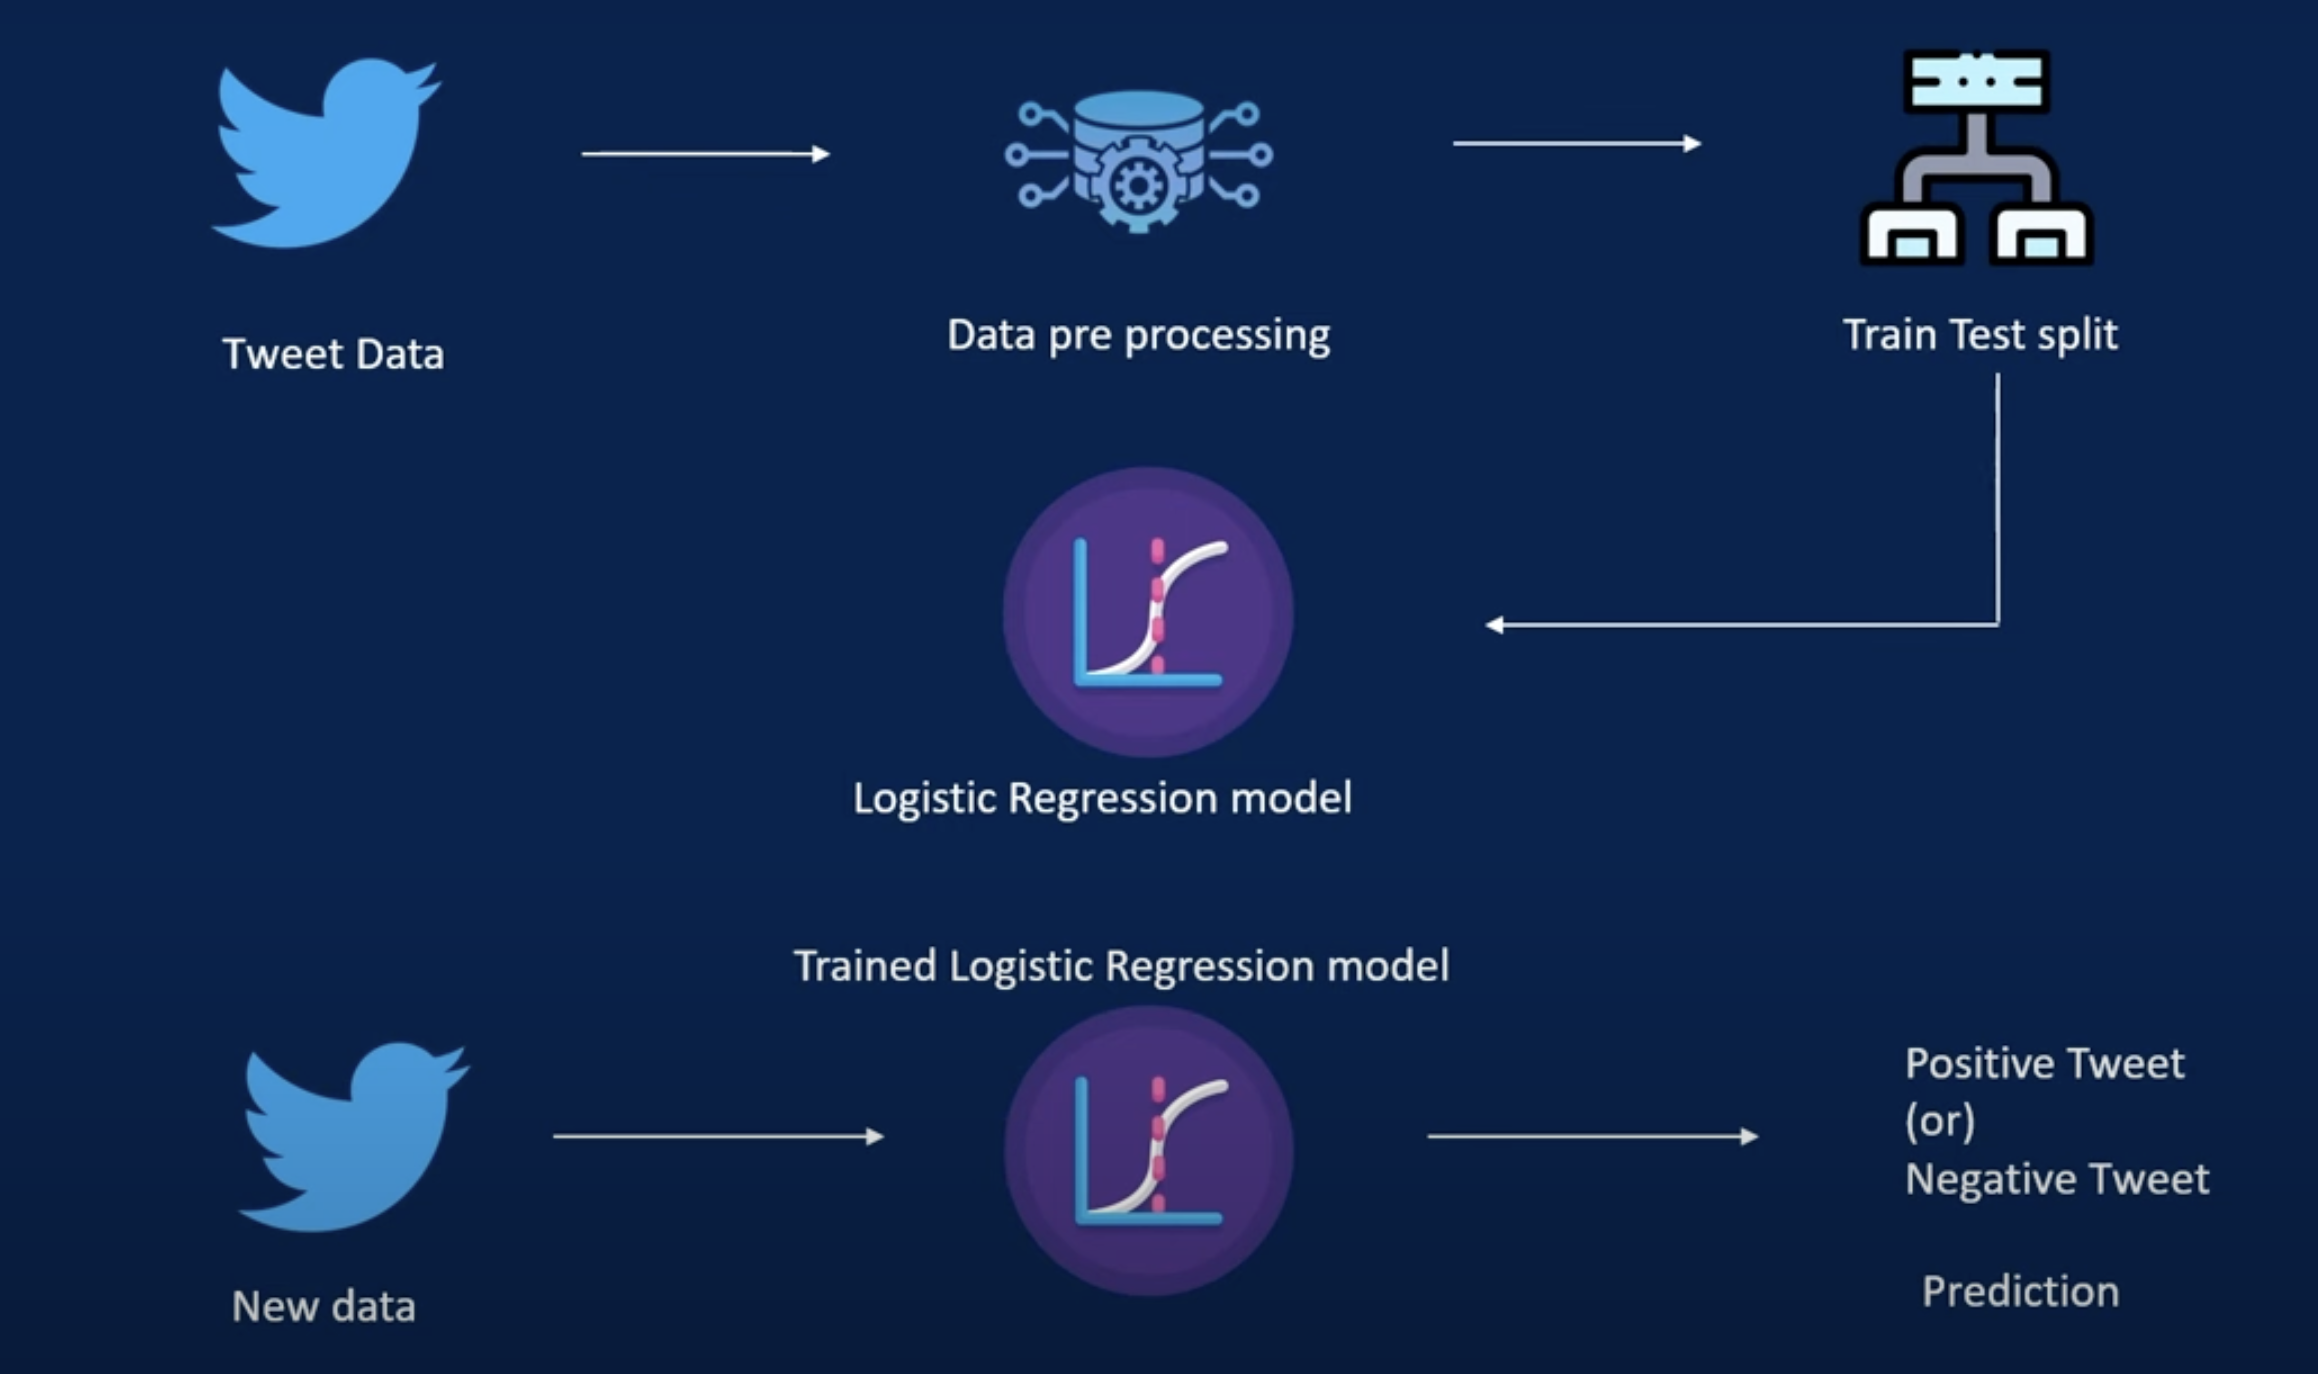 Tweet Data
Data pre processing
Train Test split
Logistic Regression model
Trained Logistic Regression model
New data
Positive Tweet
(or)
Negative Tweet
Prediction